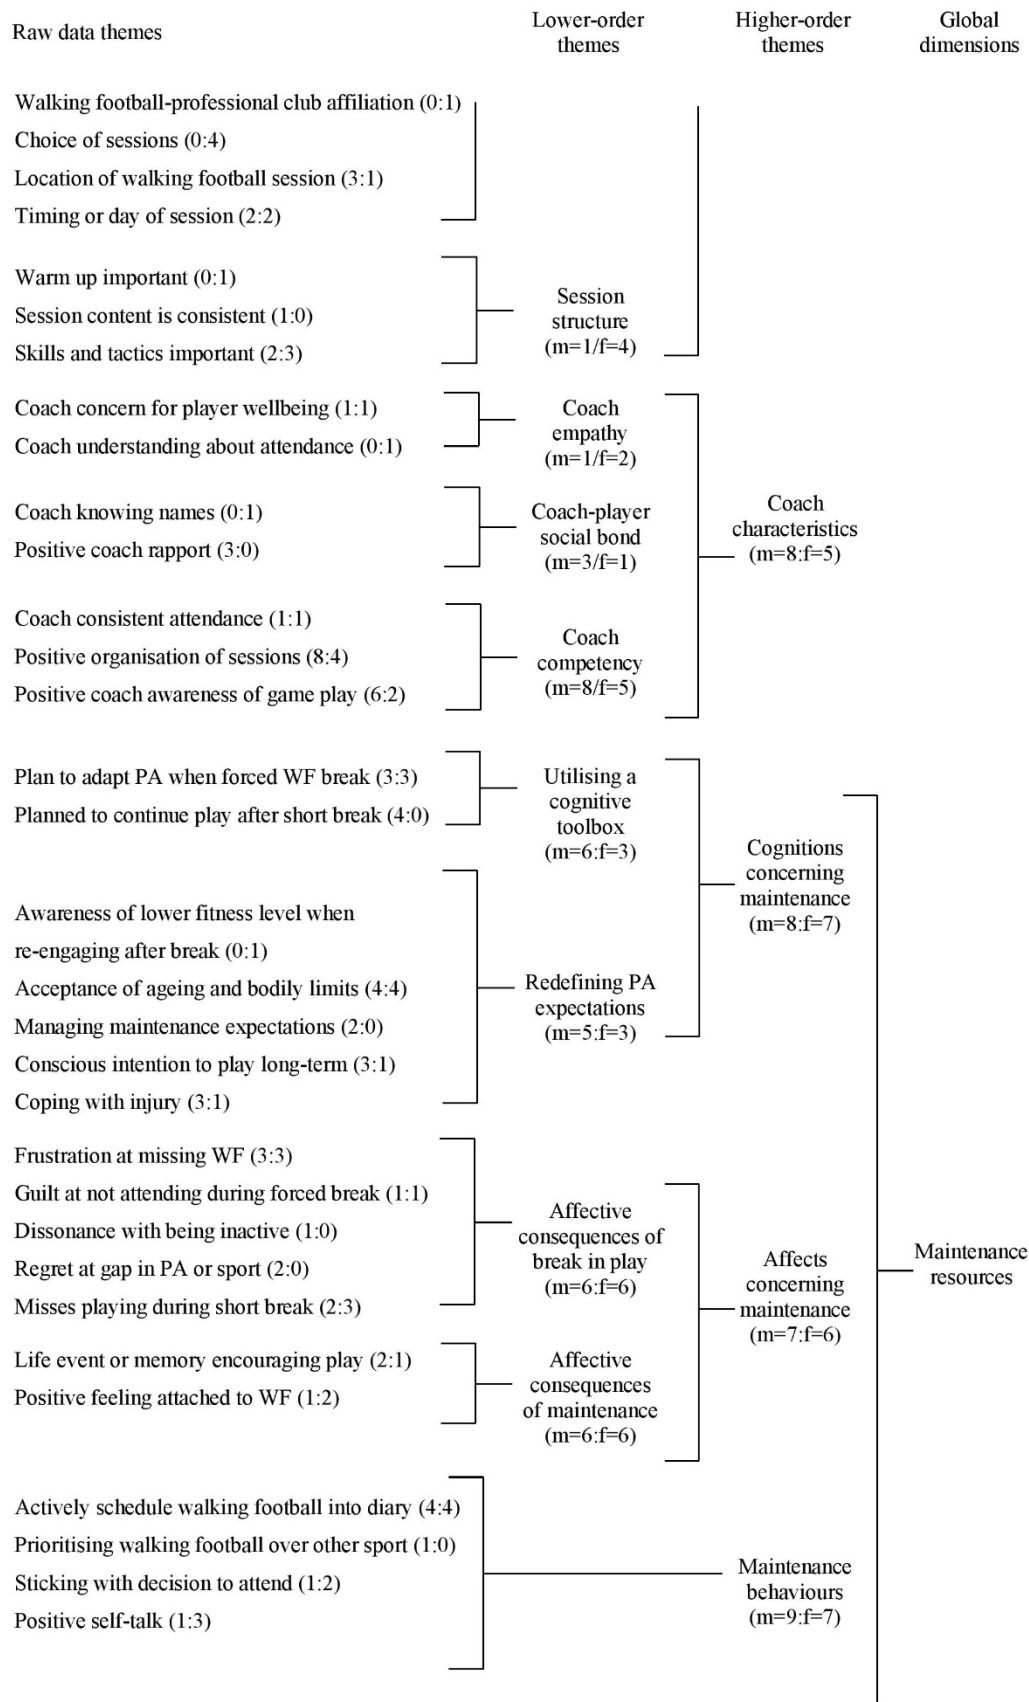 Raw data themes
Lower-order
themes
Higher-order
themes
Global
dimensions
Walking football-professional club affiliation (0:1)
Choice of sessions (0:4)
Location of walking football session (3:1)
Timing or day of session (2:2)
Warm up important (0:1)
Session content is consistent (1:0)
Skills and tactics important (2:3)
Session
structure
(m=1/f=4)
Coach concern for player wellbeing (1:1)
Coach understanding about attendance (0:1)
Coach
empathy
(m=1/f=2)
Coach knowing names (0:1)
Positive coach rapport (3:0)
Coach-player
social bond
(m=3/f=1)
Coach
characteristics
(m=8:f=5)
Coach consistent attendance (1:1)
Positive organisation of sessions (8:4)
Positive coach awareness of game play (6:2)
Coach
competency
(m=8/f=5)
Plan to adapt PA when forced WF break (3:3)
Planned to continue play after short break (4:0)
Utilising a
cognitive
toolbox
(m=6:f=3)
Cognitions
concerning
maintenance
(m=8:f=7)
Awareness of lower fitness level when
re-engaging after break (0:1)
Acceptance of ageing and bodily limits (4:4)
Managing maintenance expectations (2:0)
Conscious intention to play long-term (3:1)
Coping with injury (3:1)
Redefining PA
expectations
(m=5:f=3)
Frustration at missing WF (3:3)
Guilt at not attending during forced break (1:1)
Dissonance with being inactive (1:0)
Regret at gap in PA or sport (2:0)
Misses playing during short break (2:3)
Affective
consequences of
break in play
(m=6:f=6)
Affects
concerning
maintenance
(m=7:f=6)
Maintenance
resources
Life event or memory encouraging play (2:1)
Positive feeling attached to WF (1:2)
Affective
consequences
of maintenance
(m=6:f=6)
Actively schedule walking football into diary (4:4)
Prioritising walking football over other sport (1:0)
Sticking with decision to attend (1:2)
Positive self-talk (1:3)
Maintenance
behaviours
(m=9:f=7)